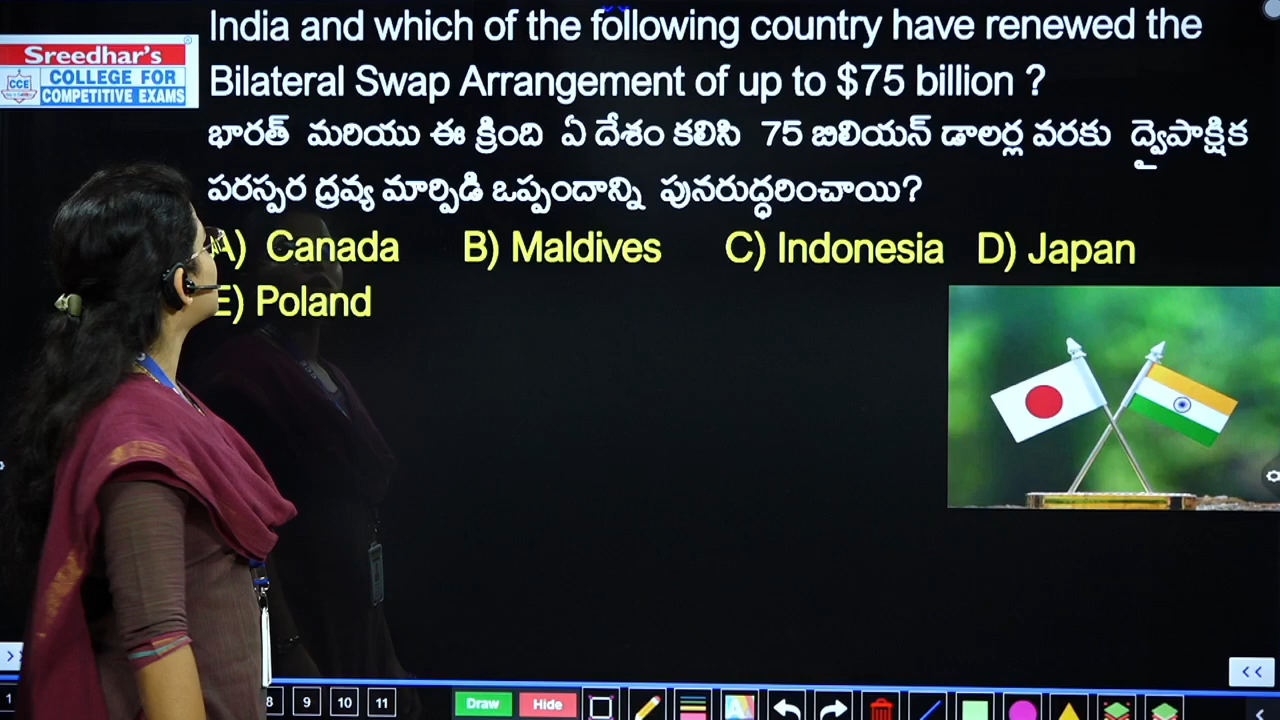 India and which of the following country have renewed the
Bilateral Swap Arrangement of up to $75 billion ?
భారత్ మరియు ఈ క్రింది ఏ దేశం కలిసి 75 బిలియన్ డాలర్ల వరకు ద్వైపాక్షిక
పరస్పర ద్రవ్య మార్పిడి ఒప్పందాన్ని పునరుద్ధరించాయి?
A) Canada B) Maldives C) Indonesia D) Japan
E) Poland
Sreedhar's
CCE
COLLEGE FOR
COMPETITIVE EXAMS
1 8 9 10 11
Draw Hide